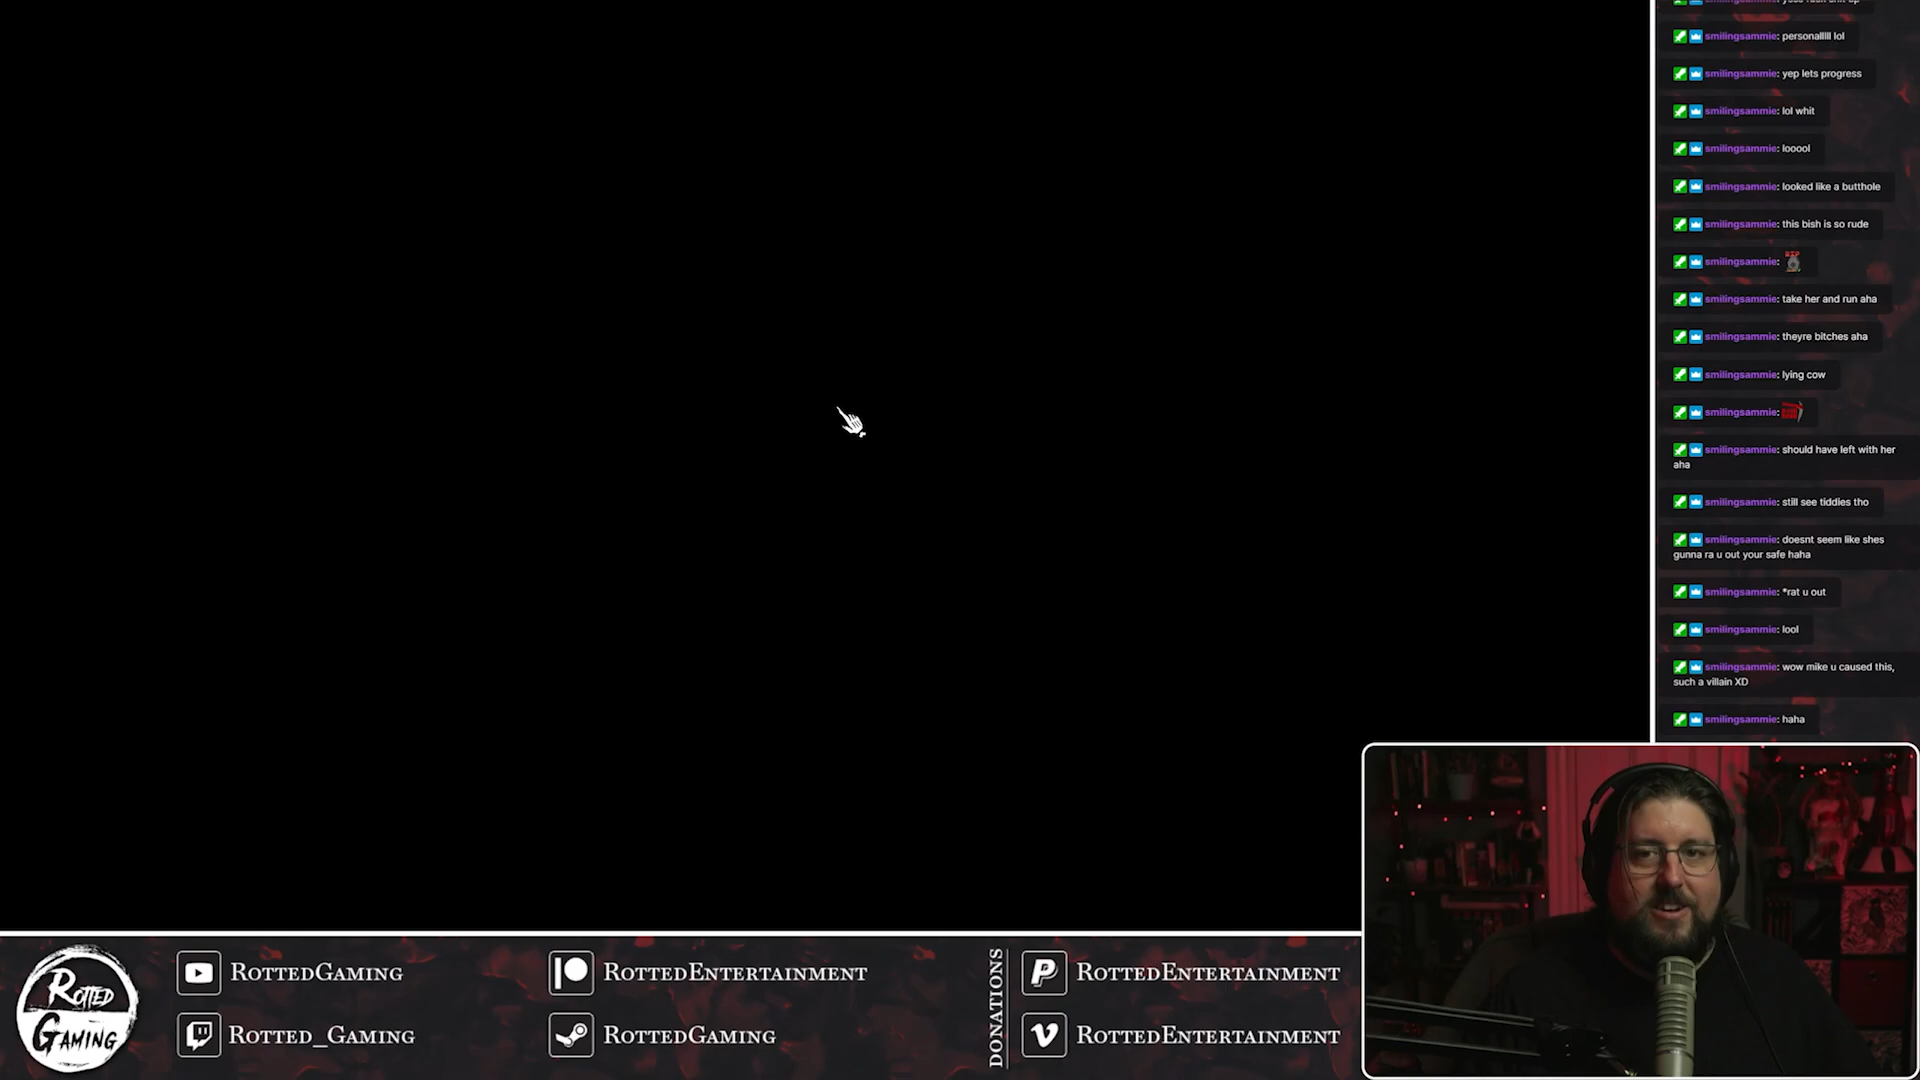 smilingsammie: personalllll lol
smilingsammie: yep lets progress
smilingsammie: lol whit
smilingsammie: looool
smilingsammie: looked like a butthole
smilingsammie: this bish is so rude
smilingsammie:
smilingsammie: take her and run aha
smilingsammie: theyre bitches aha
smilingsammie: lying cow
smilingsammie:
smilingsammie: should have left with her
aha
smilingsammie: still see tiddies tho
smilingsammie: doesnt seem like shes
gunna ra u out your safe haha
smilingsammie: *rat u out
smilingsammie: lool
smilingsammie: wow mike u caused this,
such a villain XD
smilingsammie: haha
ROTTED
GAMING
ROTTEDGAMING
ROTTED_GAMING
ROTTEDENTERTAINMENT
ROTTEDGAMING
DONATIONS
ROTTEDENTERTAINMENT
ROTTEDENTERTAINMENT